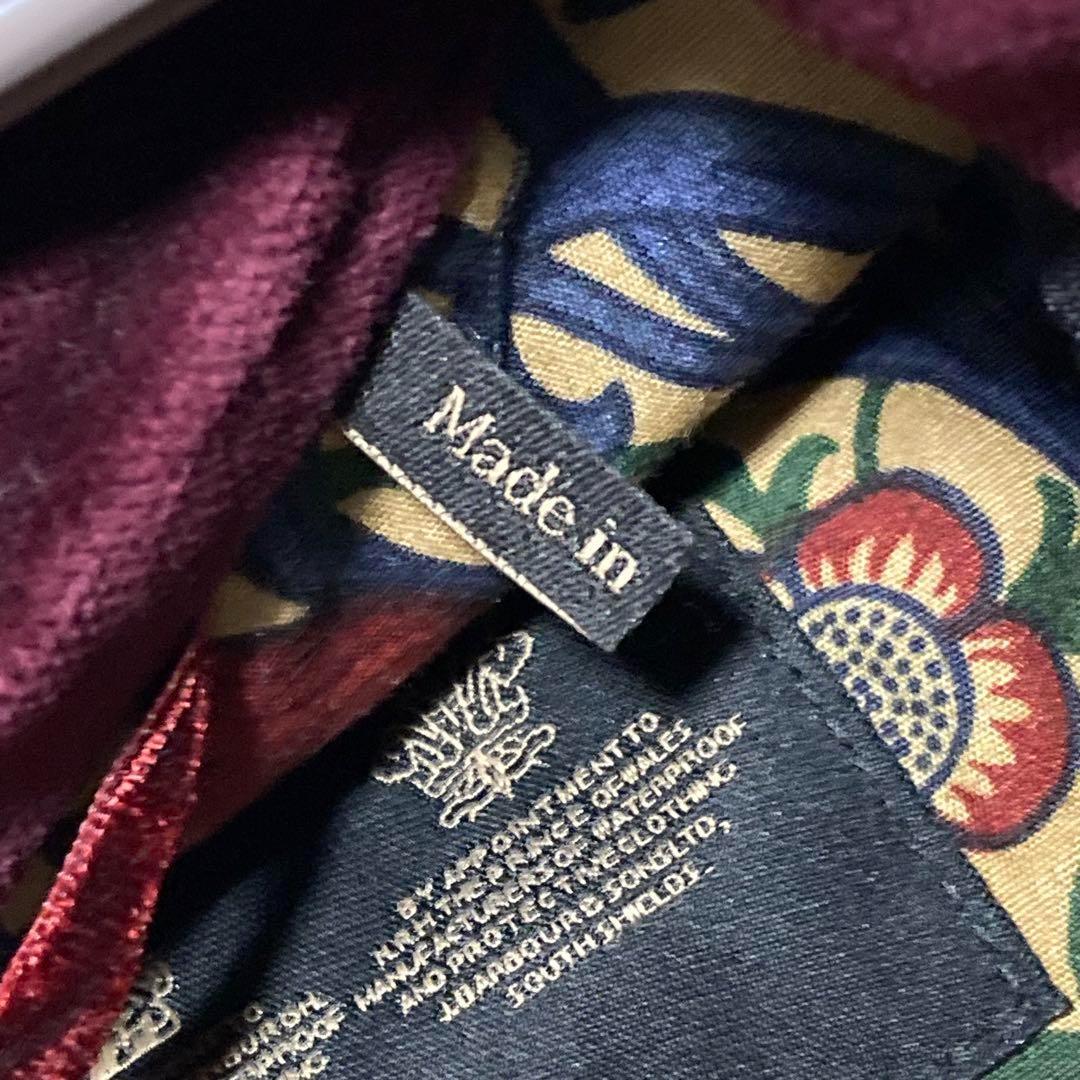 Made in
BY APPOINTMENT TO
H.R.H. THE PRINCE OF WALES
MANUFACTURERS OF WATERPROOF
AND PROTECTIVE CLOTHING
J. BARBOUR & SONS LTD,
SOUTH SHIELDS.